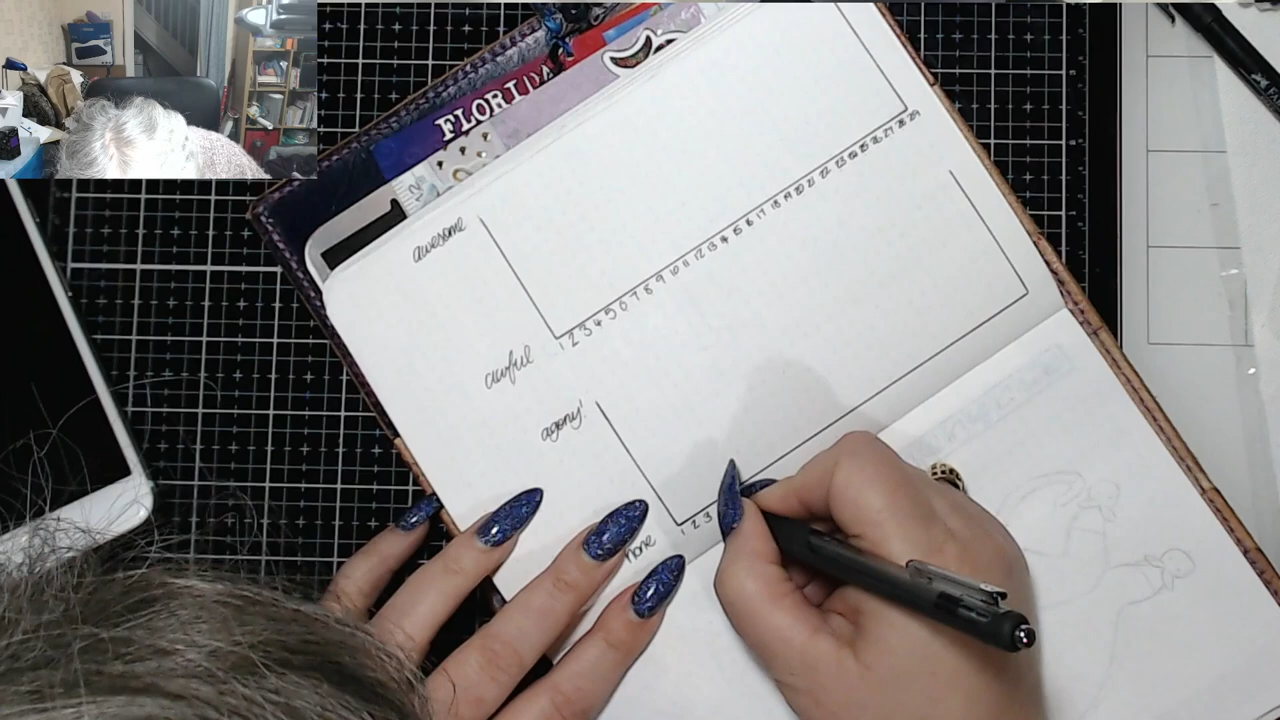 FLORIDA
awesome
1 2 3 4 5 6 7 8 9 10 11 12 13 14 15 16 17 18 19 20 21 22 23 24 25 26 27 28 29
awful
agony!
1 2 3
none